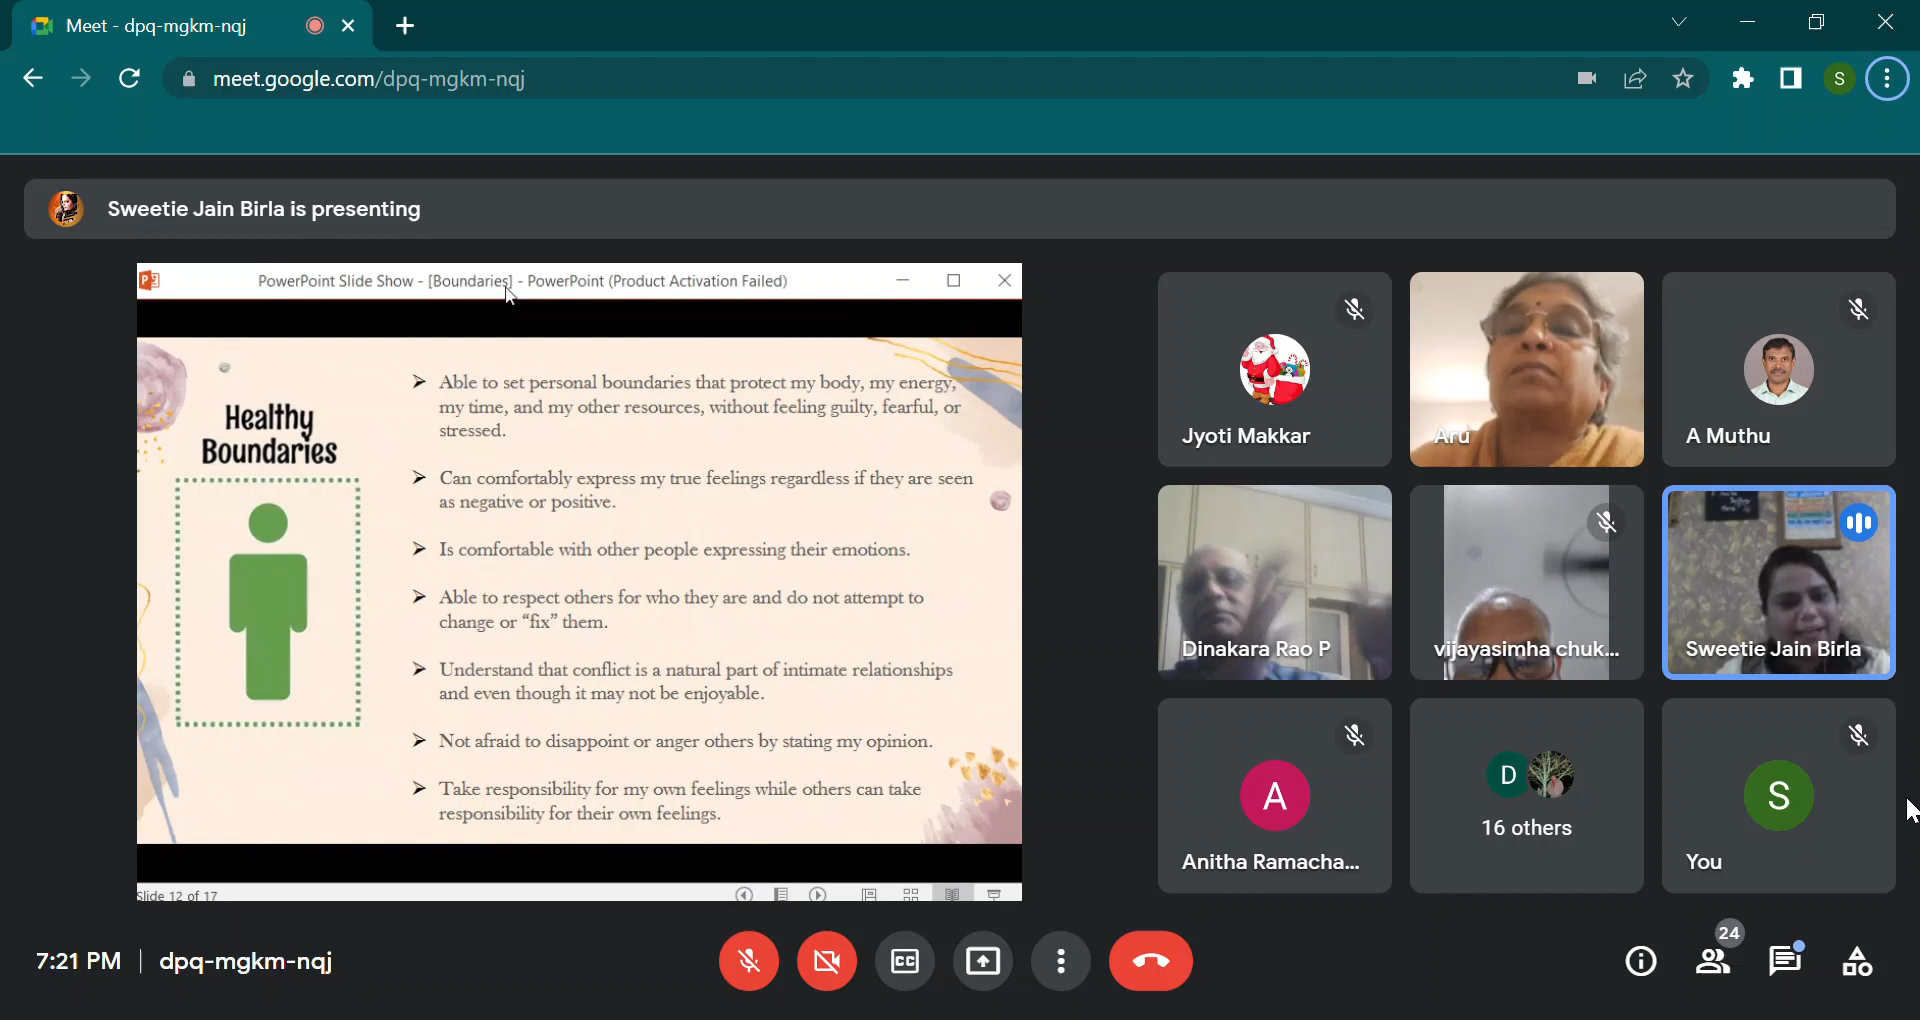 Meet - dpq-mgkm-nqj
meet.google.com/dpq-mgkm-nqj
S
Sweetie Jain Birla is presenting
PowerPoint Slide Show - [Boundaries] - PowerPoint (Product Activation Failed)
Healthy
Boundaries
➢ Able to set personal boundaries that protect my body, my energy,
my time, and my other resources, without feeling guilty, fearful, or
stressed.
➢ Can comfortably express my true feelings regardless if they are seen
as negative or positive.
➢ Is comfortable with other people expressing their emotions.
➢ Able to respect others for who they are and do not attempt to
change or “fix” them.
➢ Understand that conflict is a natural part of intimate relationships
and even though it may not be enjoyable.
➢ Not afraid to disappoint or anger others by stating my opinion.
➢ Take responsibility for my own feelings while others can take
responsibility for their own feelings.
Slide 12 of 17
Jyoti Makkar
Aru
A Muthu
Dinakara Rao P
vijayasimha chuk...
Sweetie Jain Birla
A
Anitha Ramacha...
D
16 others
S
You
7:21 PM | dpq-mgkm-nqj
CC
24